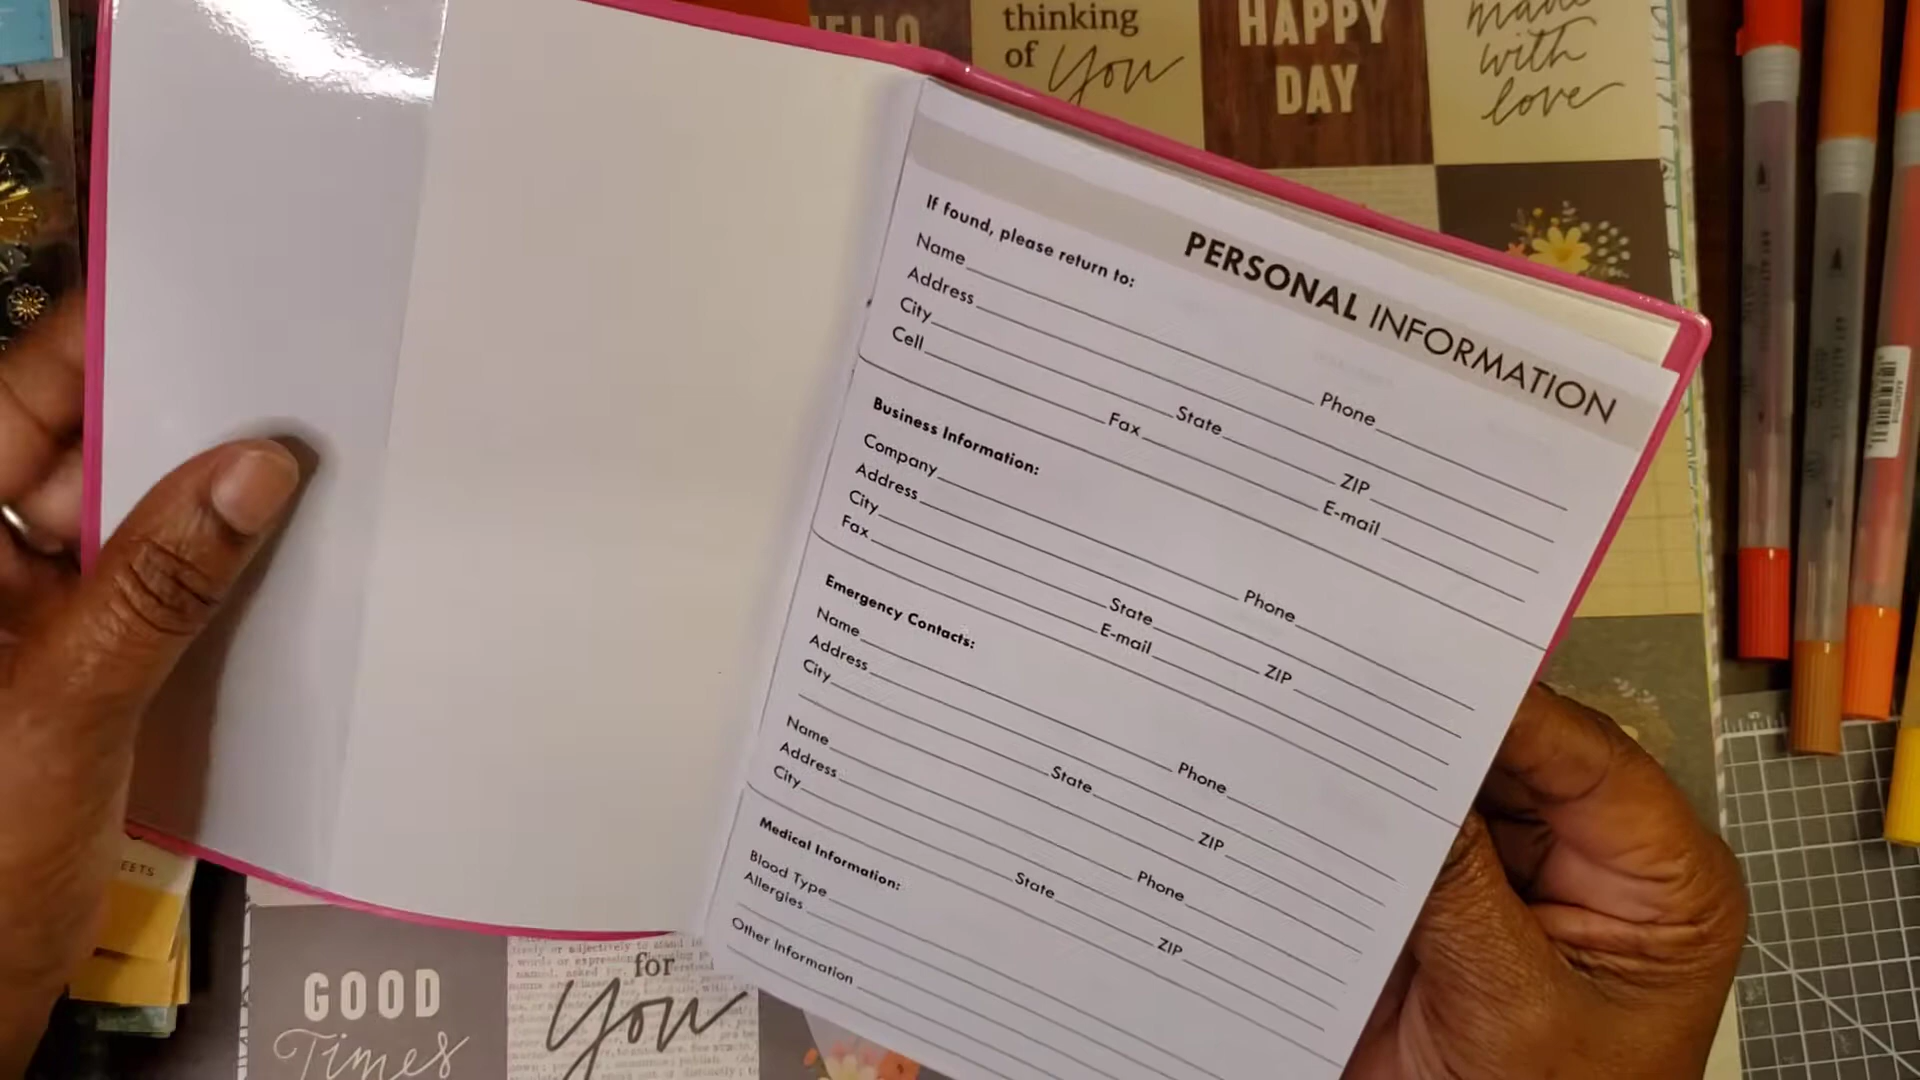 HELLO
thinking
of You
HAPPY
DAY
made
with
love
PERSONAL INFORMATION
If found, please return to:
Name Phone
Address
City State ZIP
Cell Fax E-mail
Business Information:
Company Phone
Address
City State ZIP
Fax E-mail
Emergency Contacts:
Name Phone
Address
City State ZIP
Name Phone
Address
City State ZIP
Medical Information:
Blood Type
Allergies
Other Information
EETS
GOOD
Times
for
You